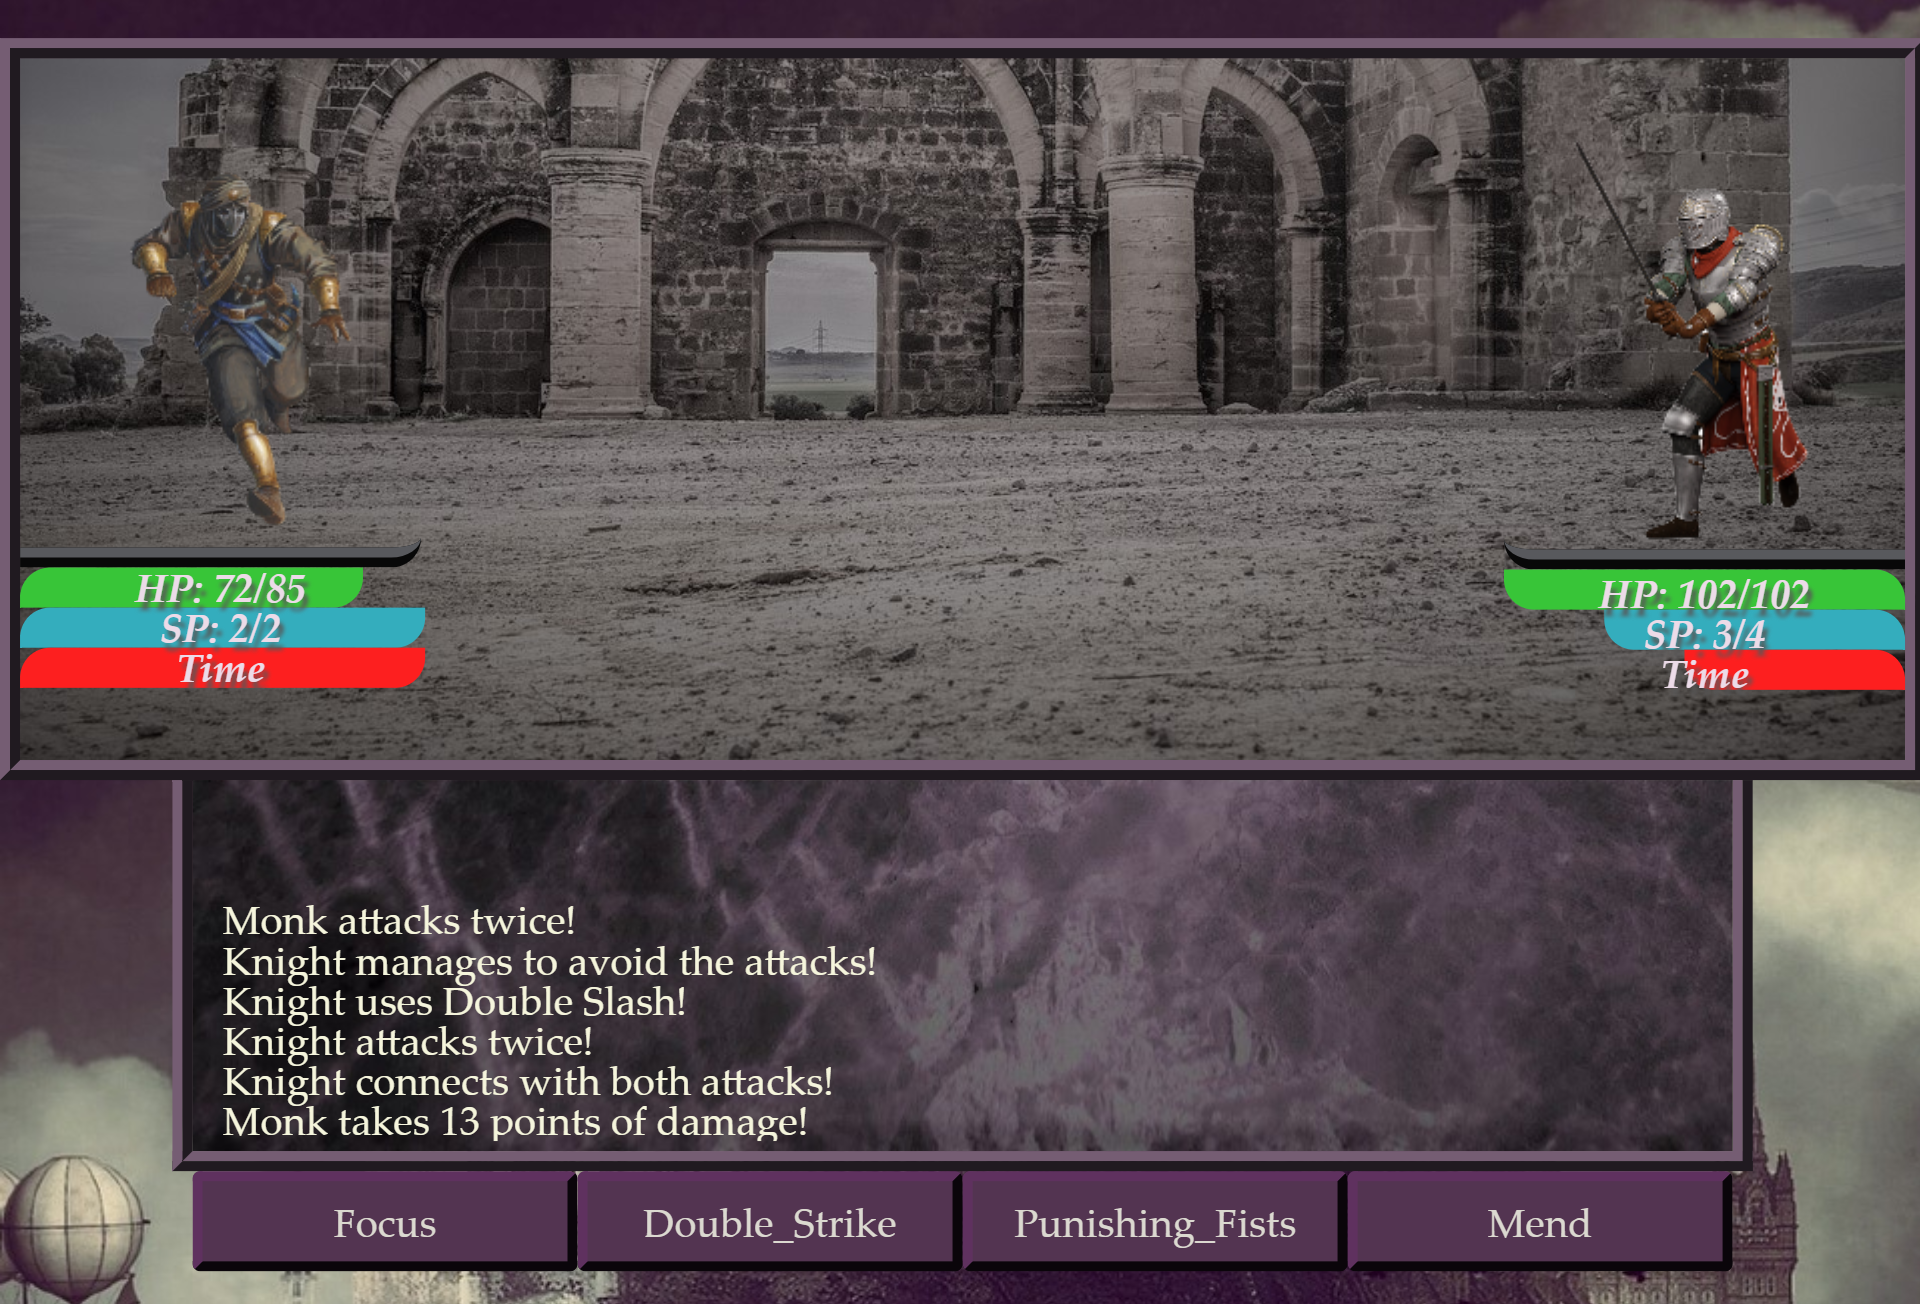 HP: 72/85
SP: 2/2
Time
HP: 102/102
SP: 3/4
Time
Monk attacks twice!
Knight manages to avoid the attacks!
Knight uses Double Slash!
Knight attacks twice!
Knight connects with both attacks!
Monk takes 13 points of damage!
Focus
Double_Strike
Punishing_Fists
Mend